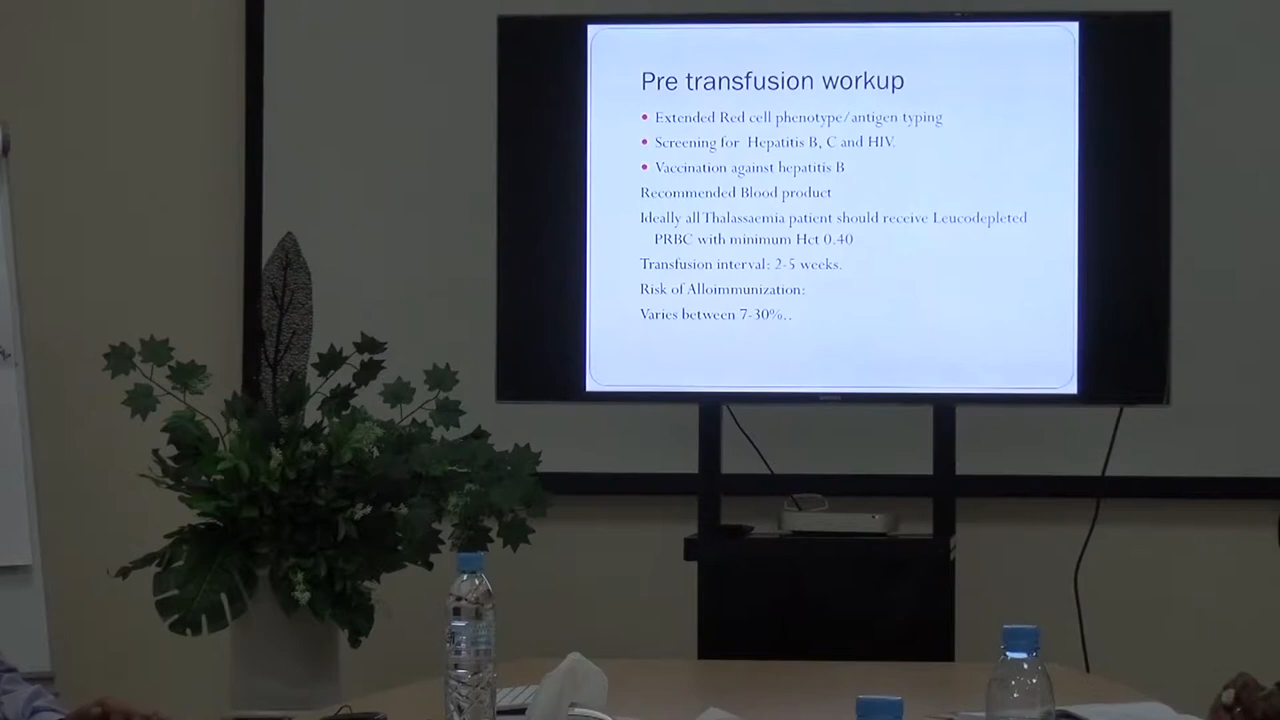 Pre transfusion workup
• Extended Red cell phenotype/antigen typing
• Screening for Hepatitis B, C and HIV.
• Vaccination against hepatitis B
Recommended Blood product
Ideally all Thalassaemia patient should receive Leucodepleted
PRBC with minimum Hct 0.40
Transfusion interval: 2-5 weeks.
Risk of Alloimmunization:
Varies between 7-30%..